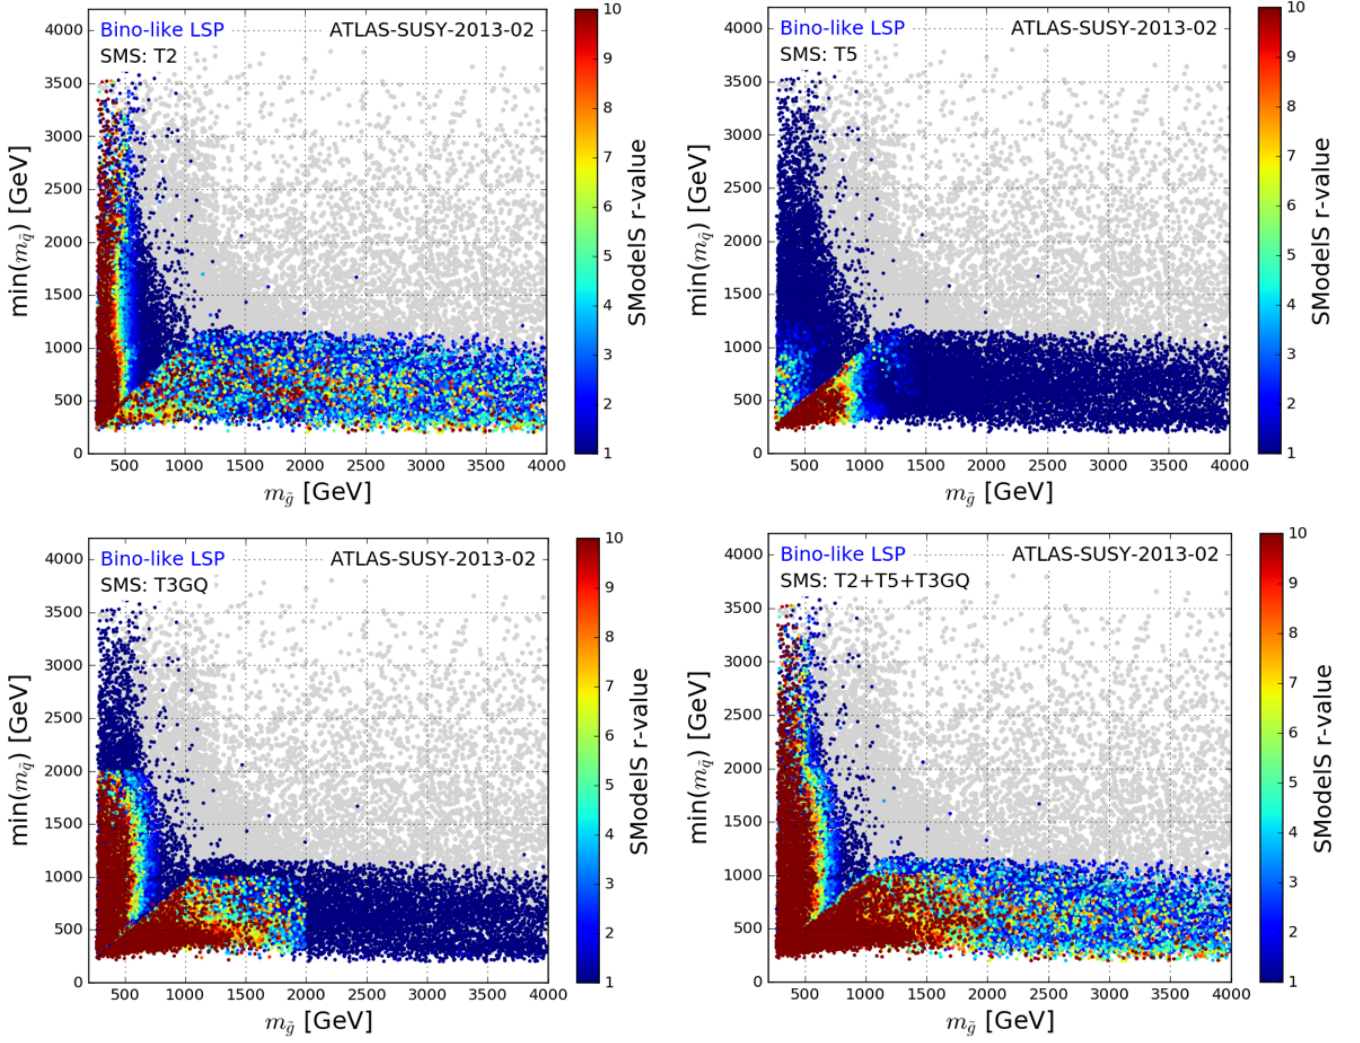 Bino-like LSP
ATLAS-SUSY-2013-02
SMS: T2
4000
3500
3000
2500
2000
1500
1000
500
0
min(m_q̃) [GeV]
500 1000 1500 2000 2500 3000 3500 4000
m_g̃ [GeV]
10
9
8
7
6
5
4
3
2
1
SModelS r-value
Bino-like LSP
ATLAS-SUSY-2013-02
SMS: T5
4000
3500
3000
2500
2000
1500
1000
500
0
min(m_q̃) [GeV]
500 1000 1500 2000 2500 3000 3500 4000
m_g̃ [GeV]
10
9
8
7
6
5
4
3
2
1
SModelS r-value
Bino-like LSP
ATLAS-SUSY-2013-02
SMS: T3GQ
4000
3500
3000
2500
2000
1500
1000
500
0
min(m_q̃) [GeV]
500 1000 1500 2000 2500 3000 3500 4000
m_g̃ [GeV]
10
9
8
7
6
5
4
3
2
1
SModelS r-value
Bino-like LSP
ATLAS-SUSY-2013-02
SMS: T2+T5+T3GQ
4000
3500
3000
2500
2000
1500
1000
500
0
min(m_q̃) [GeV]
500 1000 1500 2000 2500 3000 3500 4000
m_g̃ [GeV]
10
9
8
7
6
5
4
3
2
1
SModelS r-value